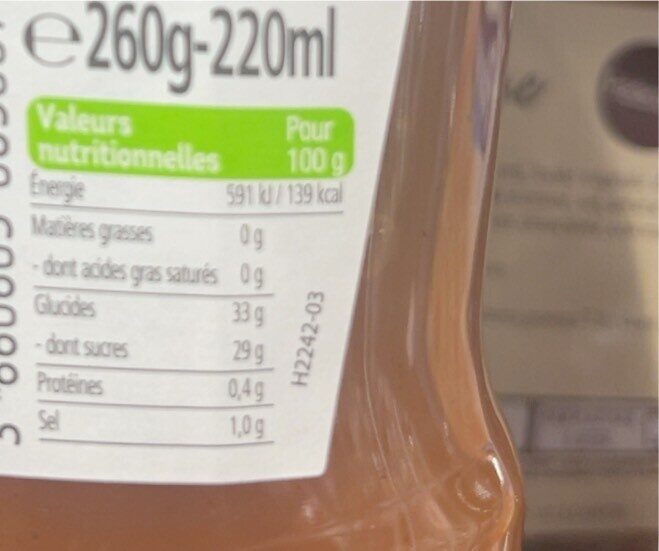 ℮260g-220ml
Valeurs nutritionnelles Pour 100 g
Énergie 591 kJ / 139 kcal
Matières grasses 0 g
- dont acides gras saturés 0 g
Glucides 33 g
- dont sucres 29 g
Protéines 0,4 g
Sel 1,0 g
H2242-03